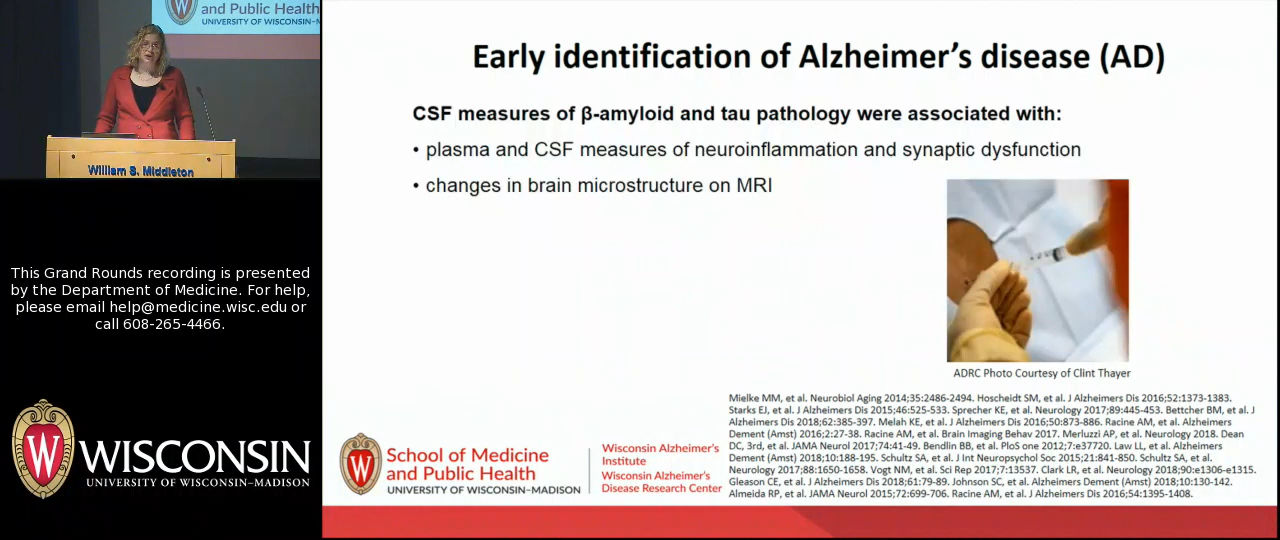 and Public Health
UNIVERSITY OF WISCONSIN–M
William S. Middleton
This Grand Rounds recording is presented
by the Department of Medicine. For help,
please email help@medicine.wisc.edu or
call 608-265-4466.
W
WISCONSIN
UNIVERSITY OF WISCONSIN–MADISON
Early identification of Alzheimer’s disease (AD)
CSF measures of β-amyloid and tau pathology were associated with:
• plasma and CSF measures of neuroinflammation and synaptic dysfunction
• changes in brain microstructure on MRI
ADRC Photo Courtesy of Clint Thayer
Mielke MM, et al. Neurobiol Aging 2014;35:2486-2494. Hoscheidt SM, et al. J Alzheimers Dis 2016;52:1373-1383.
Starks EJ, et al. J Alzheimers Dis 2015;46:525-533. Sprecher KE, et al. Neurology 2017;89:445-453. Bettcher BM, et al. J
Alzheimers Dis 2018;62:385-397. Melah KE, et al. J Alzheimers Dis 2016;50:873-886. Racine AM, et al. Alzheimers
Dement (Amst) 2016;2:27-38. Racine AM, et al. Brain Imaging Behav 2017. Merluzzi AP, et al. Neurology 2018. Dean
DC, 3rd, et al. JAMA Neurol 2017;74:41-49. Bendlin BB, et al. PloS one 2012;7:e37720. Law LL, et al. Alzheimers
Dement (Amst) 2018;10:188-195. Schultz SA, et al. J Int Neuropsychol Soc 2015;21:841-850. Schultz SA, et al.
Neurology 2017;88:1650-1658. Vogt NM, et al. Sci Rep 2017;7:13537. Clark LR, et al. Neurology 2018;90:e1306-e1315.
Gleason CE, et al. J Alzheimers Dis 2018;61:79-89. Johnson SC, et al. Alzheimers Dement (Amst) 2018;10:130-142.
Almeida RP, et al. JAMA Neurol 2015;72:699-706. Racine AM, et al. J Alzheimers Dis 2016;54:1395-1408.
W
School of Medicine
and Public Health
UNIVERSITY OF WISCONSIN–MADISON
Wisconsin Alzheimer’s
Institute
Wisconsin Alzheimer’s
Disease Research Center